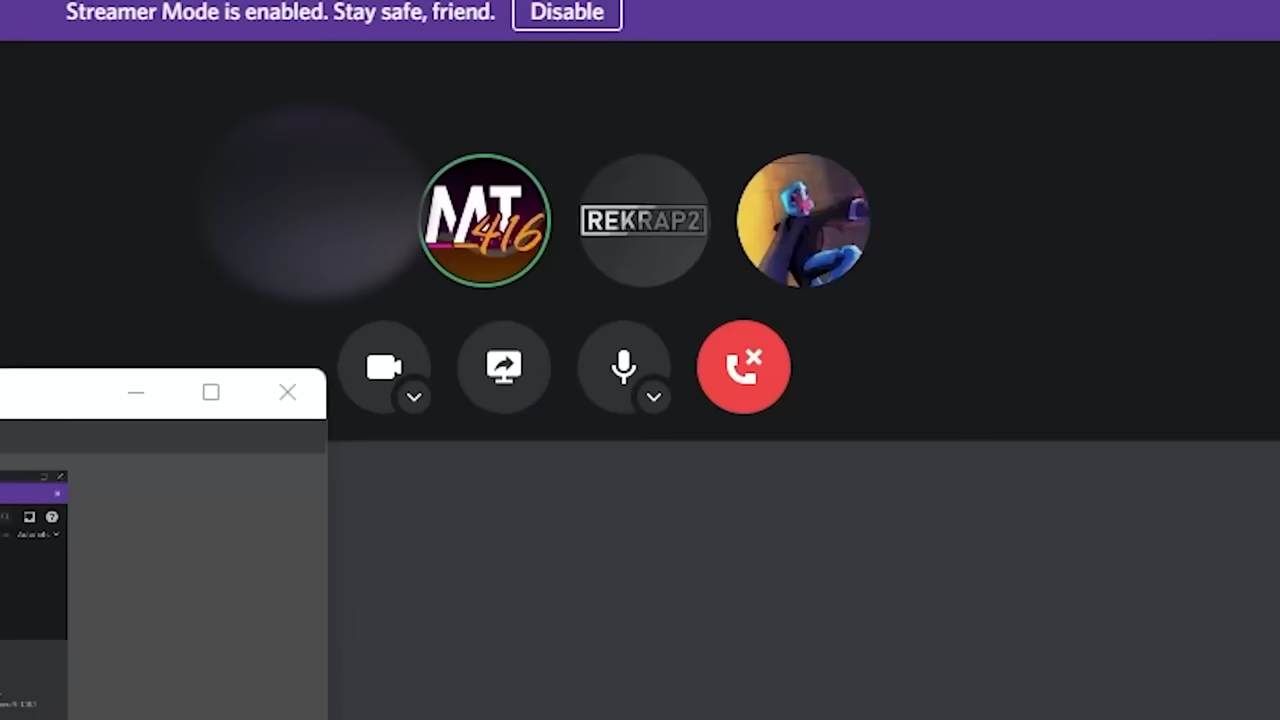 Streamer Mode is enabled. Stay safe, friend.
Disable
MT
416
REKRAP2